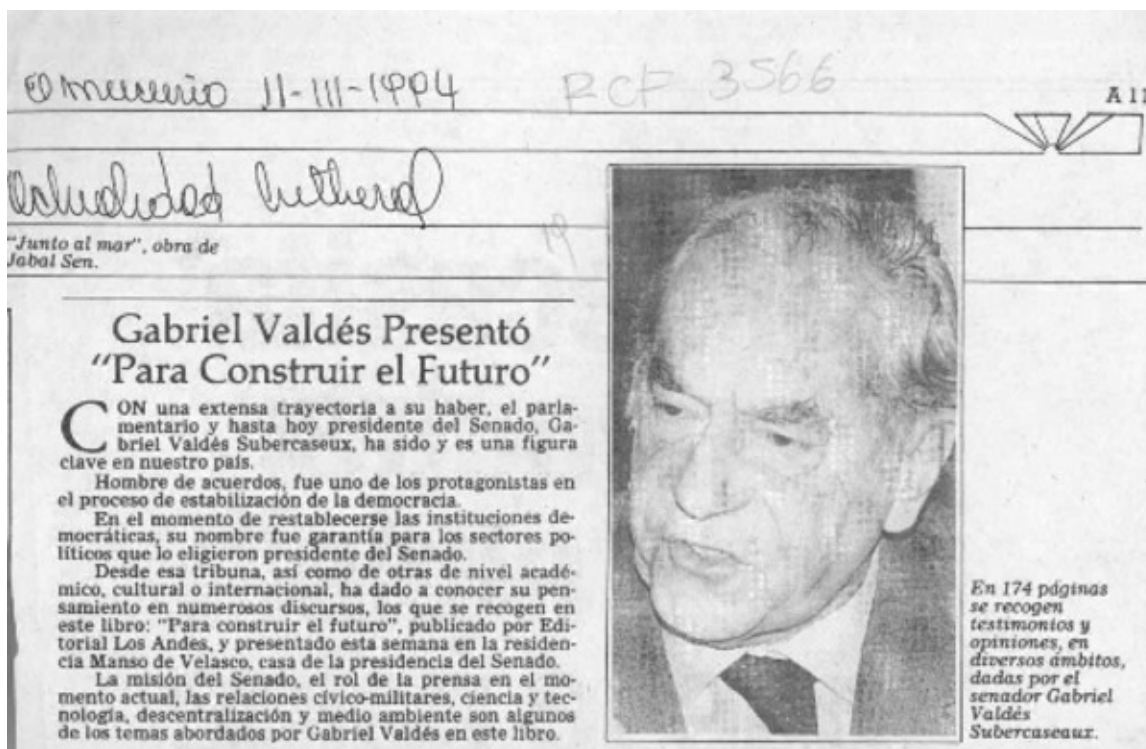 El Mercurio 11-III-1994 RCF 3566
A 11
Actualidad Cultural
19
"Junto al mar", obra de
Jabal Sen.
Gabriel Valdés Presentó
"Para Construir el Futuro"
CON una extensa trayectoria a su haber, el parla-
mentario y hasta hoy presidente del Senado, Ga-
briel Valdés Subercaseux, ha sido y es una figura
clave en nuestro país.
Hombre de acuerdos, fue uno de los protagonistas en
el proceso de estabilización de la democracia.
En el momento de restablecerse las instituciones de-
mocráticas, su nombre fue garantía para los sectores po-
líticos que lo eligieron presidente del Senado.
Desde esa tribuna, así como de otras de nivel acadé-
mico, cultural o internacional, ha dado a conocer su pen-
samiento en numerosos discursos, los que se recogen en
este libro: "Para construir el futuro", publicado por Edi-
torial Los Andes, y presentado esta semana en la residen-
cia Manso de Velasco, casa de la presidencia del Senado.
La misión del Senado, el rol de la prensa en el mo-
mento actual, las relaciones cívico-militares, ciencia y tec-
nología, descentralización y medio ambiente son algunos
de los temas abordados por Gabriel Valdés en este libro.
En 174 páginas
se recogen
testimonios y
opiniones, en
diversos ámbitos,
dadas por el
senador Gabriel
Valdés
Subercaseux.